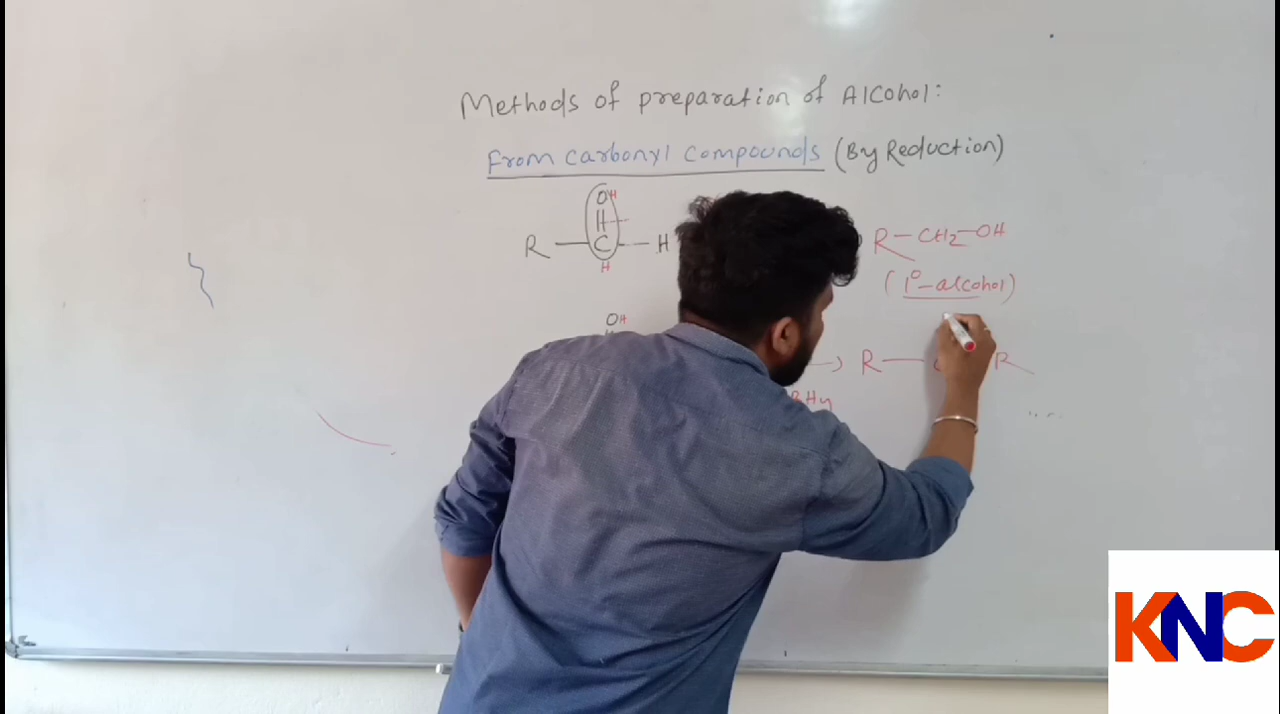 Methods of preparation of Alcohol:
From carbonyl compounds (By Reduction)
OH
R — C — H
H
R — CH2 — OH
(1° - alcohol)
OH
R — R
BH4
KNC